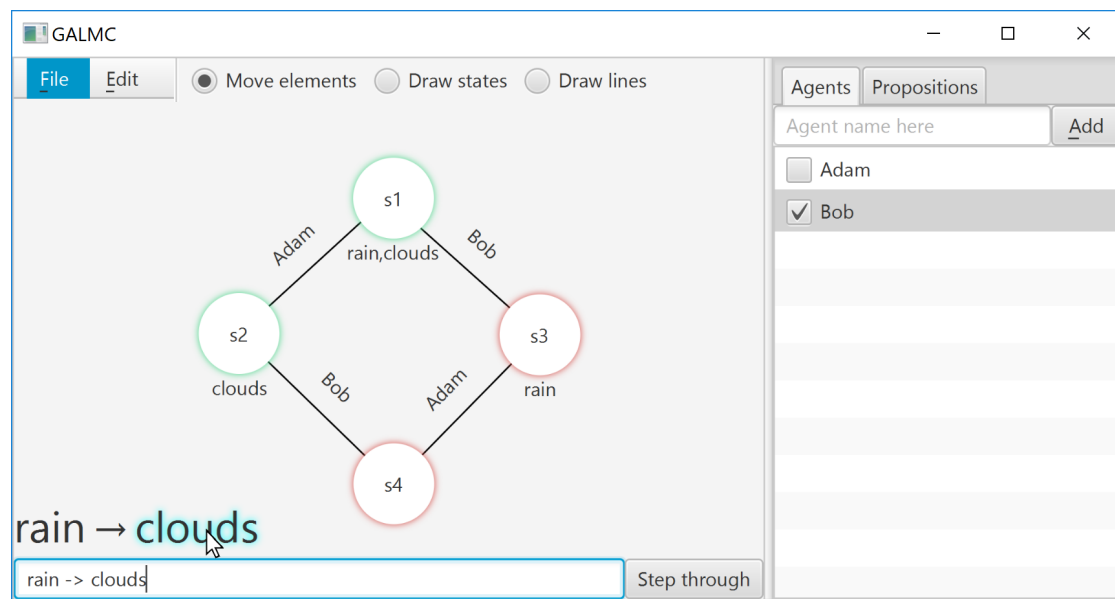 GALMC
File Edit Move elements Draw states Draw lines
Agents Propositions
Agent name here Add
Adam
Bob
s1
rain,clouds
Adam
Bob
s2
clouds
s3
rain
Bob
Adam
s4
rain → clouds
rain -> clouds Step through